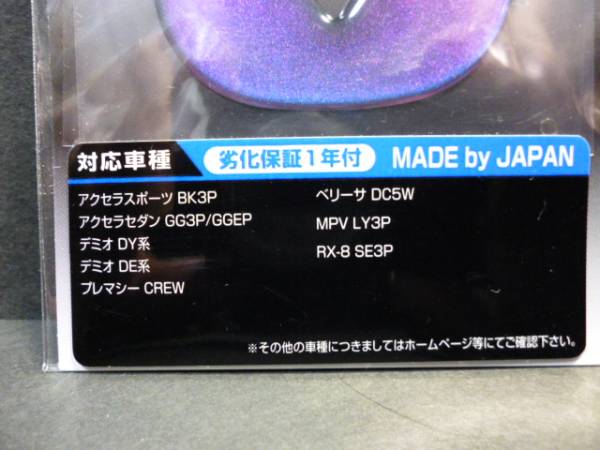 対応車種 劣化保証1年付 MADE by JAPAN
アクセラスポーツ BK3P
アクセラセダン GG3P/GGEP
デミオ DY系
デミオ DE系
プレマシー CREW
ベリーサ DC5W
MPV LY3P
RX-8 SE3P
※その他の車種につきましてはホームページ等にてご確認下さい。